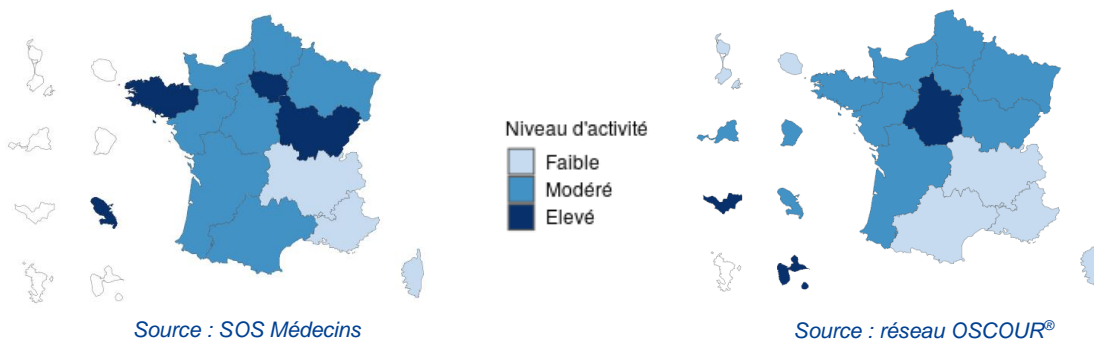 Niveau d'activité
Faible
Modéré
Elevé
Source : SOS Médecins
Source : réseau OSCOUR®